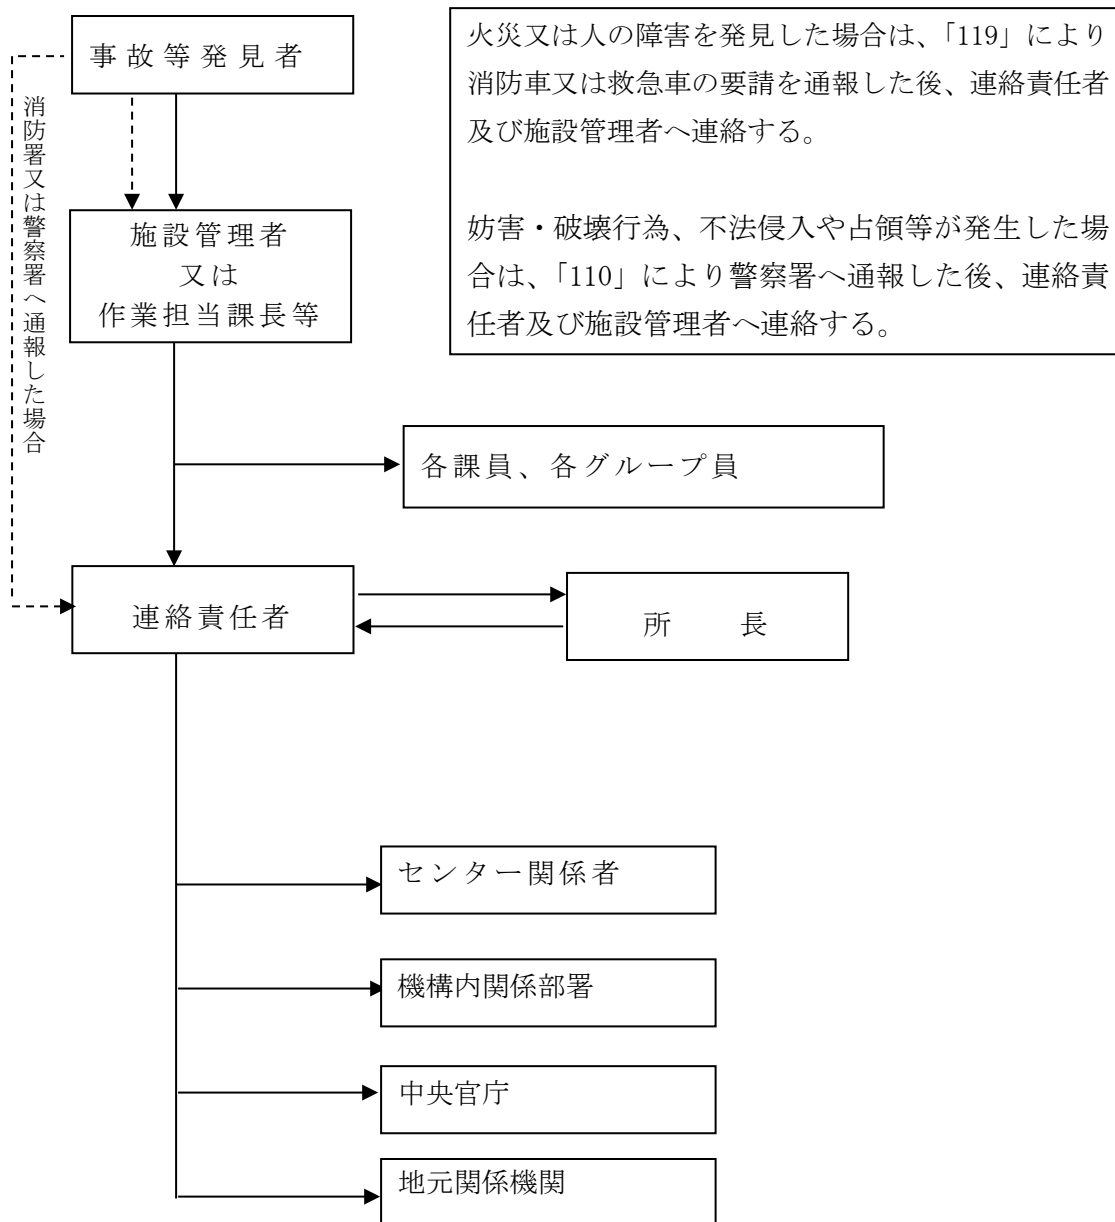 事故等発見者
火災又は人の障害を発見した場合は、「119」により
消防車又は救急車の要請を通報した後、連絡責任者
及び施設管理者へ連絡する。
妨害・破壊行為、不法侵入や占領等が発生した場
合は、「110」により警察署へ通報した後、連絡責
任者及び施設管理者へ連絡する。
消防署又は警察署へ通報した場合
施設管理者
又は
作業担当課長等
各課員、各グループ員
連絡責任者
所　長
センター関係者
機構内関係部署
中央官庁
地元関係機関